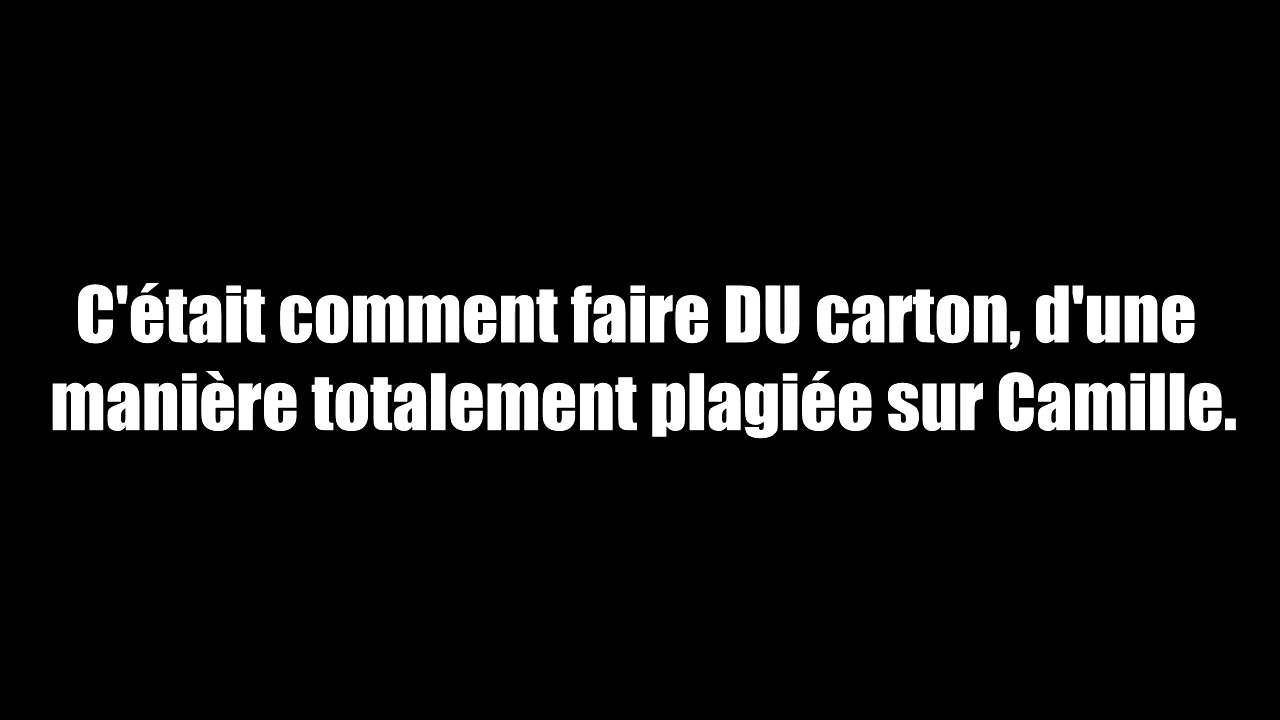 C'était comment faire DU carton, d'une
manière totalement plagiée sur Camille.